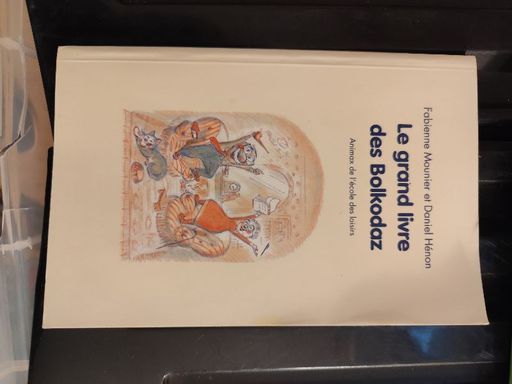 Fabienne Mounier et Daniel Hénon
Le grand livre
des Bolkodaz
Animax de l'école des loisirs